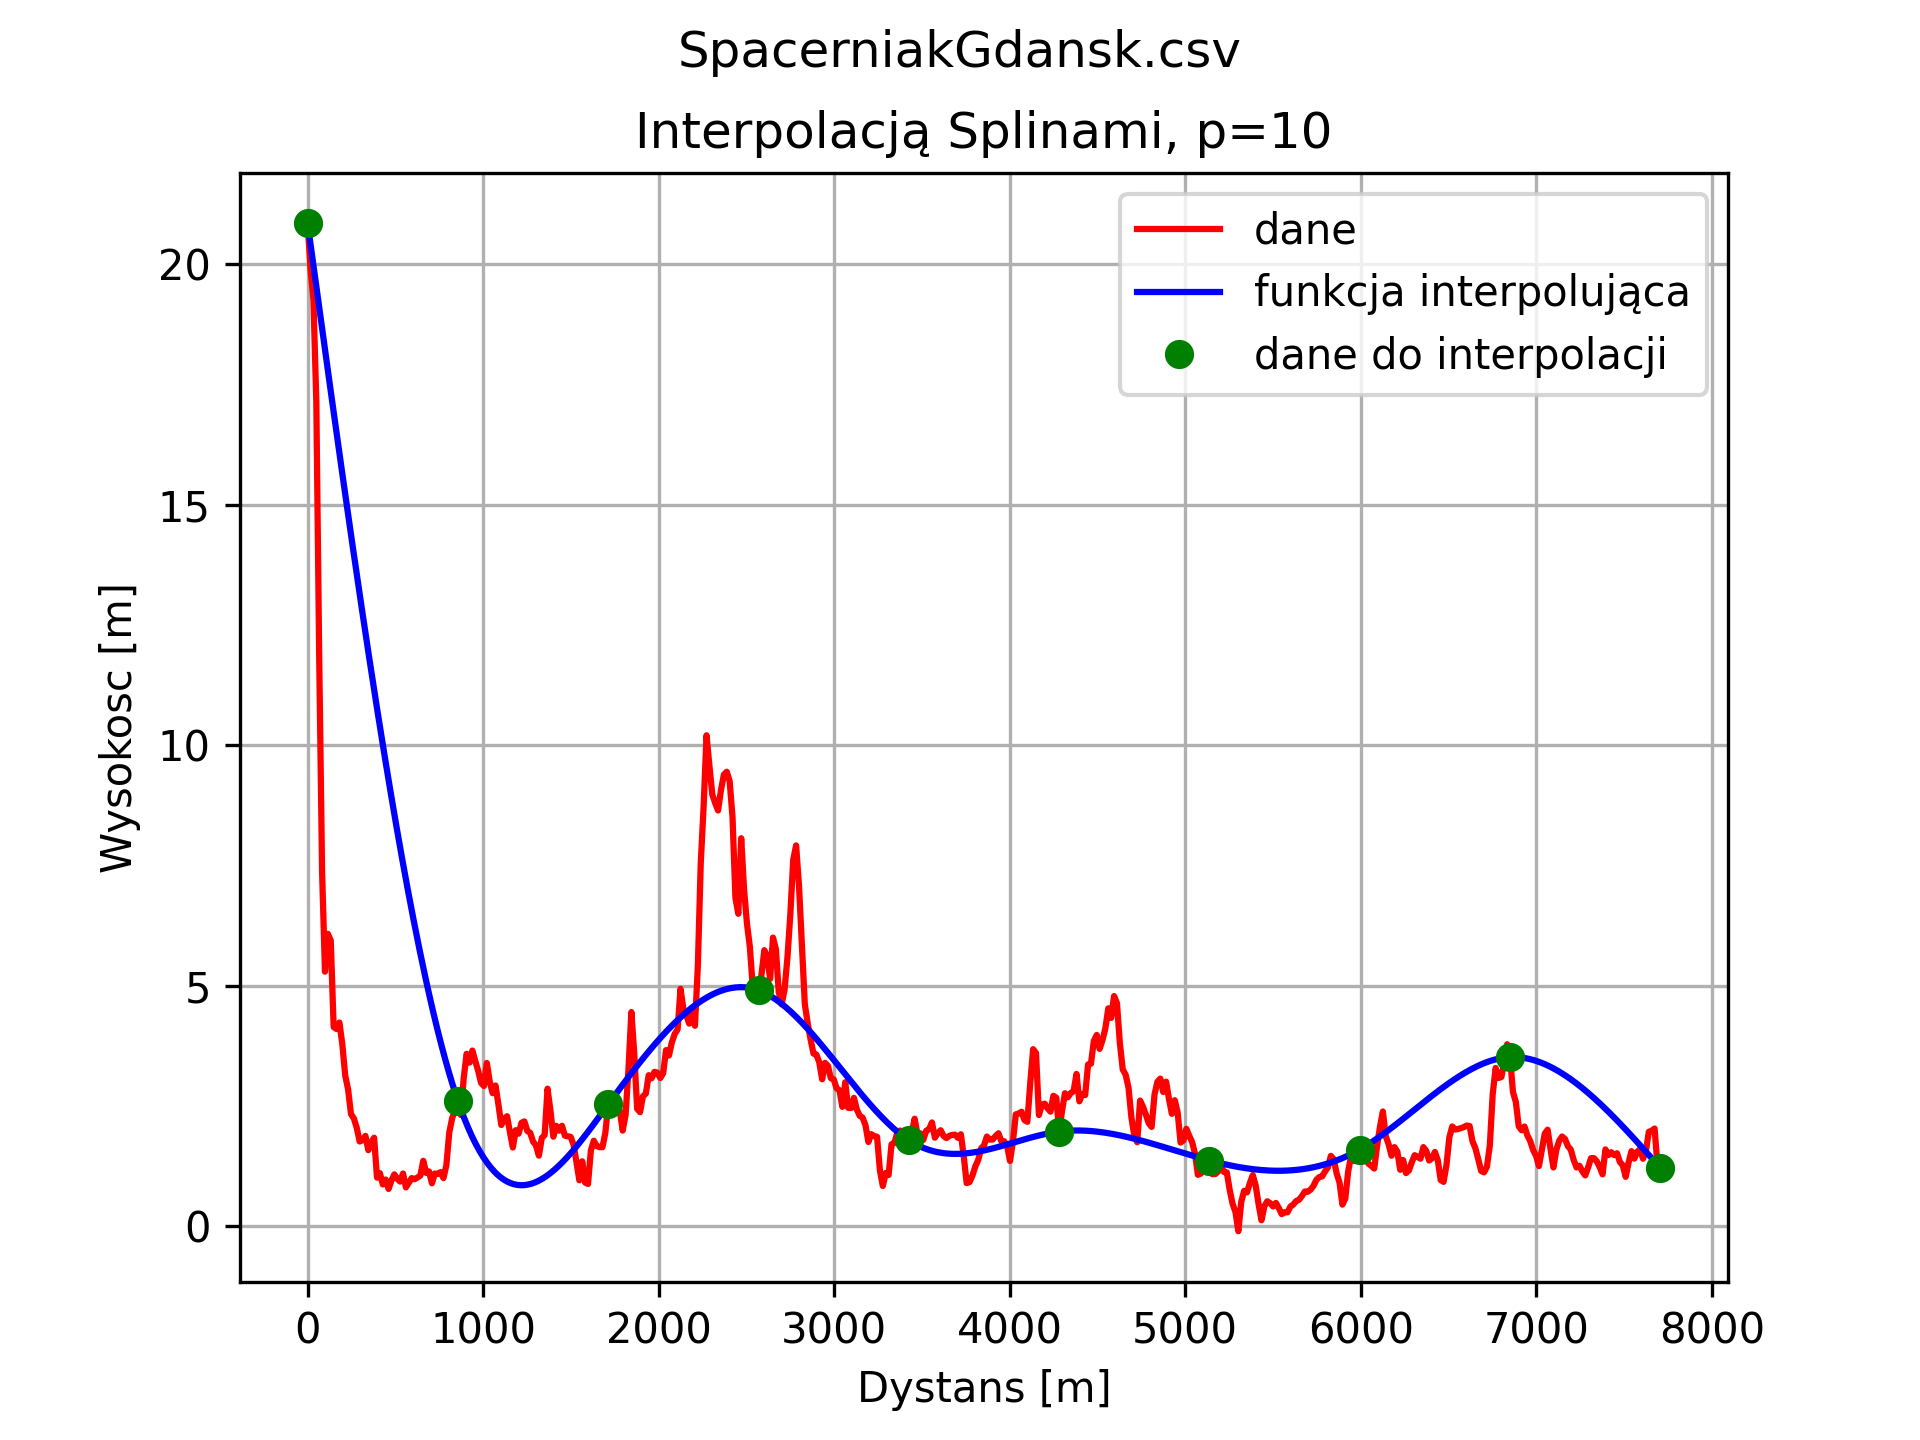 SpacerniakGdansk.csv
Interpolacją Splinami, p=10
dane
funkcja interpolująca
dane do interpolacji
20
15
10
5
0
Wysokosc [m]
0 1000 2000 3000 4000 5000 6000 7000 8000
Dystans [m]